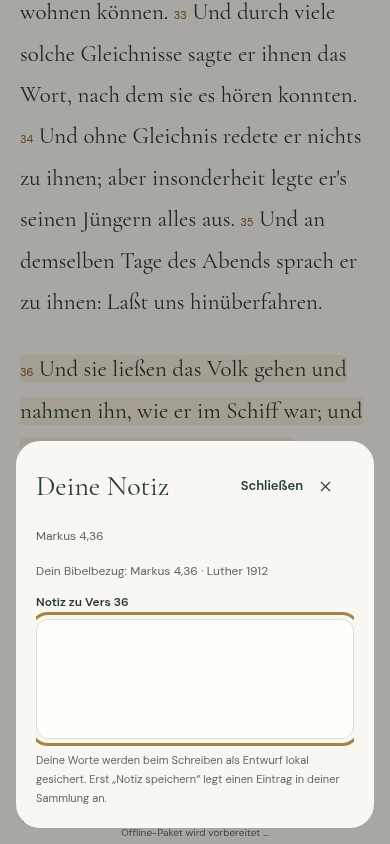 wohnen können. 33 Und durch viele
solche Gleichnisse sagte er ihnen das
Wort, nach dem sie es hören konnten.
34 Und ohne Gleichnis redete er nichts
zu ihnen; aber insonderheit legte er's
seinen Jüngern alles aus. 35 Und an
demselben Tage des Abends sprach er
zu ihnen: Laßt uns hinüberfahren.
36 Und sie ließen das Volk gehen und
nahmen ihn, wie er im Schiff war; und
Deine Notiz
Schließen ×
Markus 4,36
Dein Bibelbezug: Markus 4,36 · Luther 1912
Notiz zu Vers 36
Deine Worte werden beim Schreiben als Entwurf lokal
gesichert. Erst „Notiz speichern“ legt einen Eintrag in deiner
Sammlung an.
Offline-Paket wird vorbereitet …